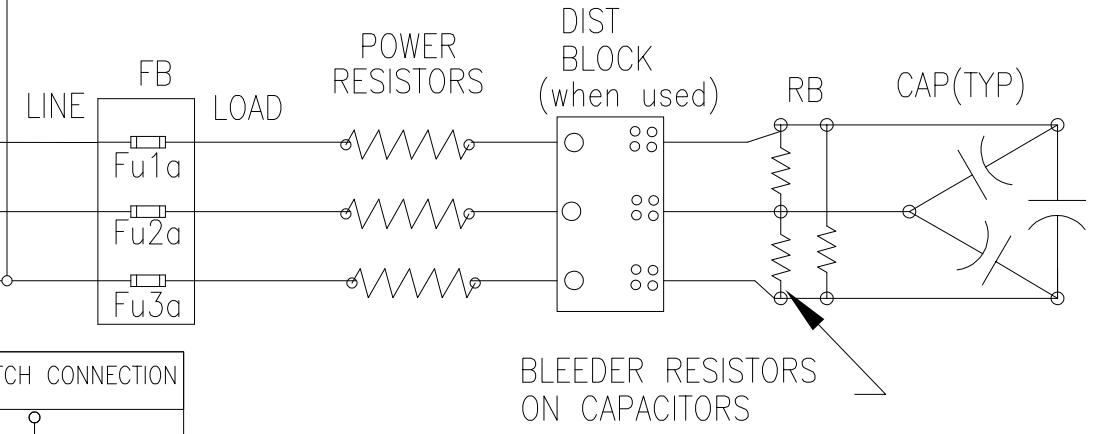 DIST
BLOCK
(when used)
POWER
RESISTORS
FB
RB
CAP(TYP)
LINE
LOAD
Fu1a
Fu2a
Fu3a
BLEEDER RESISTORS
ON CAPACITORS
TCH CONNECTION